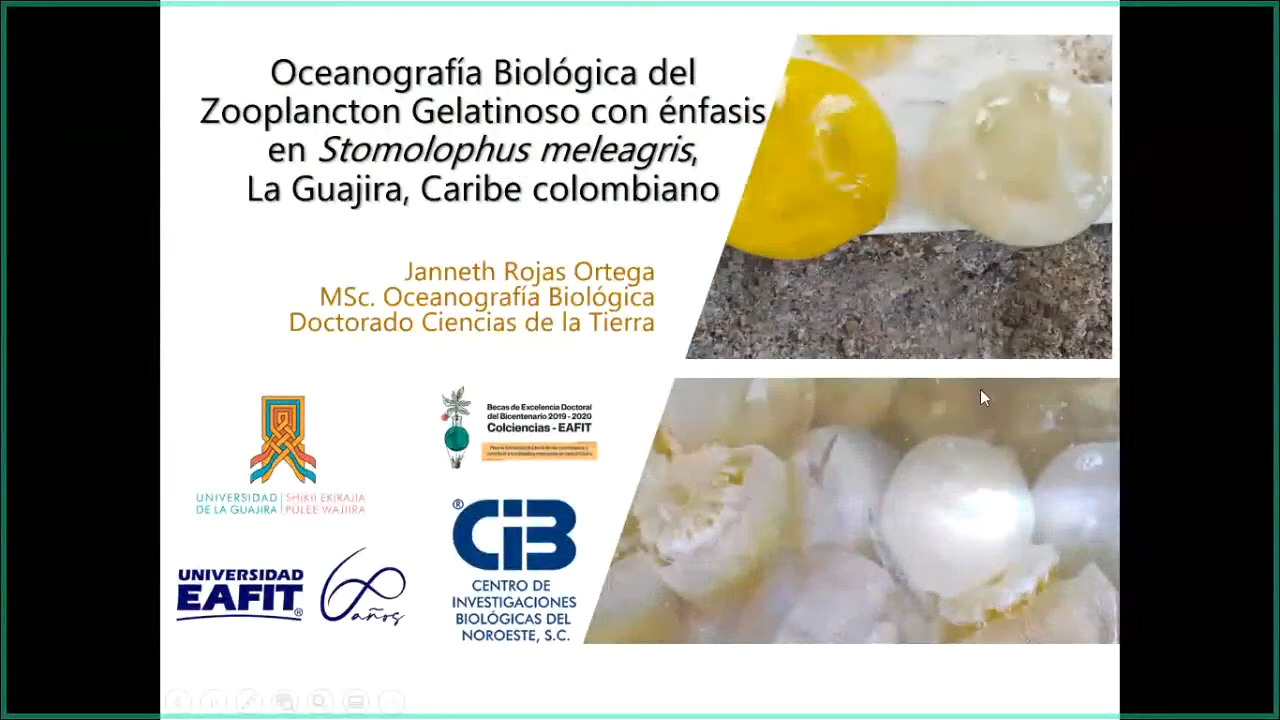 Oceanografía Biológica del
Zooplancton Gelatinoso con énfasis
en Stomolophus meleagris,
La Guajira, Caribe colombiano
Janneth Rojas Ortega
MSc. Oceanografía Biológica
Doctorado Ciencias de la Tierra
UNIVERSIDAD
DE LA GUAJIRA
SHIKII EKIRAJIA
PÜLEE WAJIIRA
Becas de Excelencia Doctoral
del Bicentenario 2019 - 2020
Colciencias - EAFIT
UNIVERSIDAD
EAFIT®
60
años
® CIB
CENTRO DE
INVESTIGACIONES
BIOLÓGICAS DEL
NOROESTE, S.C.